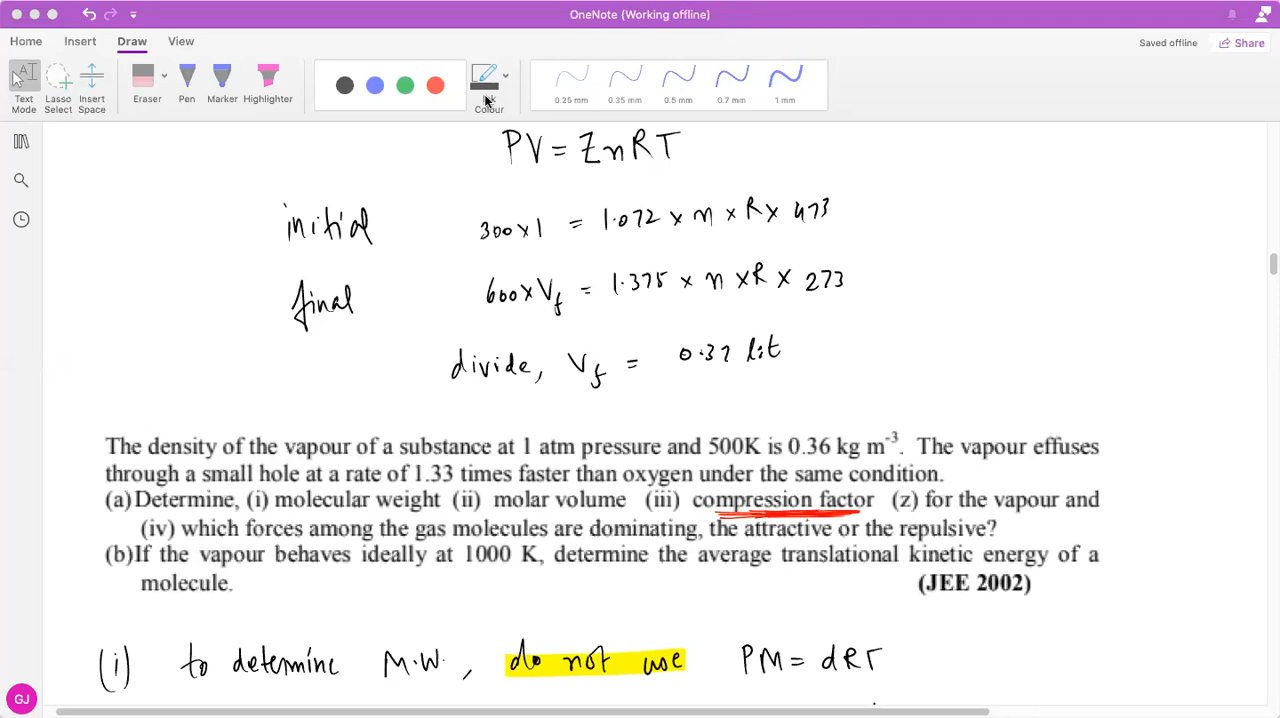 OneNote (Working offline)
Home Insert Draw View
Saved offline Share
Text Mode
Lasso Select
Insert Space
Eraser
Pen
Marker
Highlighter
Ink Colour
0.25 mm 0.35 mm 0.5 mm 0.7 mm 1 mm
PV = ZnRT
initial 300 x 1 = 1.072 x n x R x 473
final 600 x Vf = 1.375 x n x R x 273
divide, Vf = 0.37 lit
The density of the vapour of a substance at 1 atm pressure and 500K is 0.36 kg m⁻³. The vapour effuses
through a small hole at a rate of 1.33 times faster than oxygen under the same condition.
(a) Determine, (i) molecular weight (ii) molar volume (iii) compression factor (z) for the vapour and
(iv) which forces among the gas molecules are dominating, the attractive or the repulsive?
(b) If the vapour behaves ideally at 1000 K, determine the average translational kinetic energy of a
molecule. (JEE 2002)
(i) to determine M.W., do not use PM = dRT
GJ